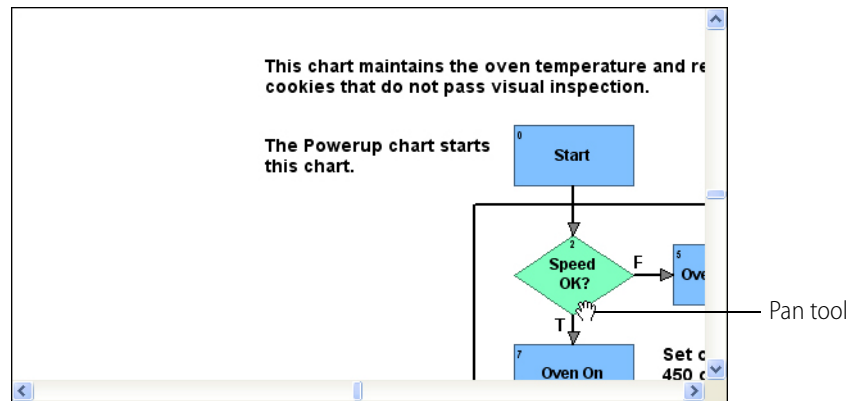 This chart maintains the oven temperature and re
cookies that do not pass visual inspection.
The Powerup chart starts
this chart.
0
Start
2
Speed
OK?
F
5
Ove
T
Pan tool
7
Oven On
Set
450